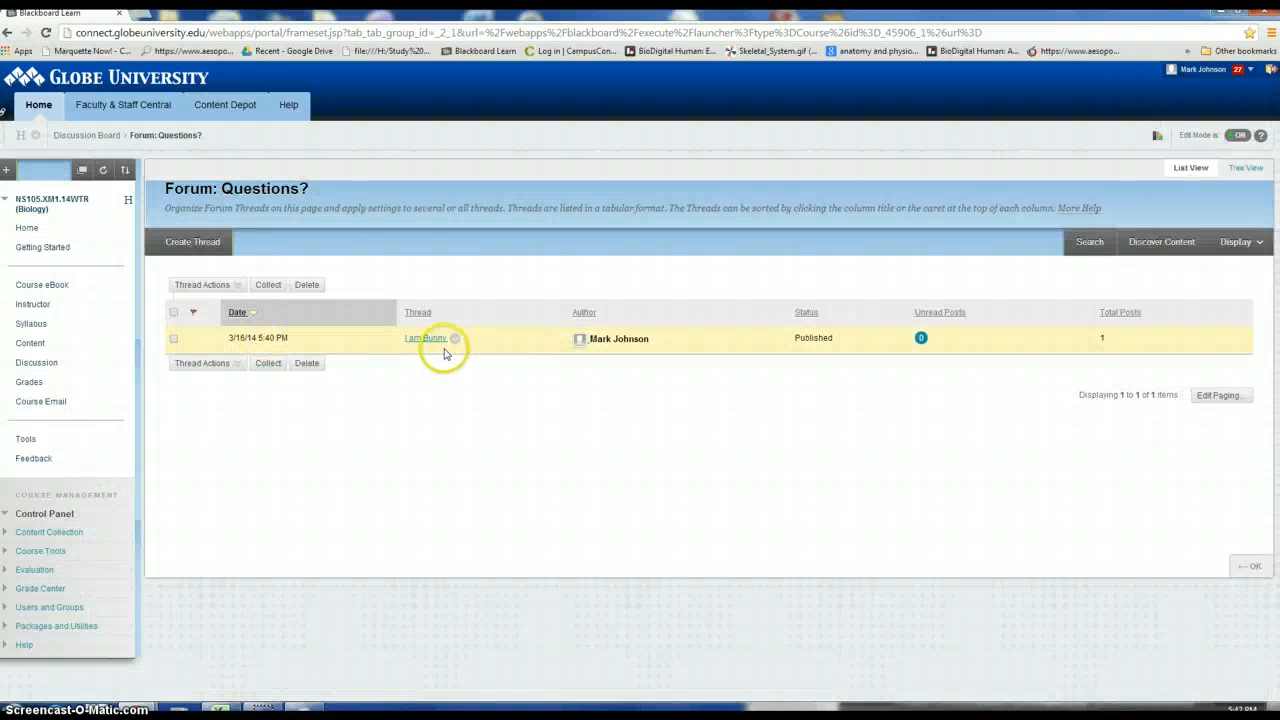 Blackboard Learn
connect.globeuniversity.edu/webapps/portal/frameset.jsp?tab_tab_group_id=_2_1&url=%2Fwebapps%2Fblackboard%2Fexecute%2Flauncher%3Ftype%3DCourse%26id%3D_45906_1%26url%3D
Apps Marquette Now! - C... https://www.aesopo... Recent - Google Drive file:///H:/Study%20... Blackboard Learn Log in | CampusCon... BioDigital Human: A... Skeletal_System.gif (... anatomy and physio... BioDigital Human: A... https://www.aesopo... » Other bookmarks
GLOBE UNIVERSITY
Mark Johnson 27
Home Faculty & Staff Central Content Depot Help
Discussion Board > Forum: Questions?
Edit Mode is: ON ?
List View Tree View
NS105.XM1.14WTR
(Biology)
Home
Getting Started
Course eBook
Instructor
Syllabus
Content
Discussion
Grades
Course Email
Tools
Feedback
COURSE MANAGEMENT
Control Panel
Content Collection
Course Tools
Evaluation
Grade Center
Users and Groups
Packages and Utilities
Help
Forum: Questions?
Organize Forum Threads on this page and apply settings to several or all threads. Threads are listed in a tabular format. The Threads can be sorted by clicking the column title or the caret at the top of each column. More Help
Create Thread Search Discover Content Display
Thread Actions Collect Delete
Date Thread Author Status Unread Posts Total Posts
3/16/14 5:40 PM I am Bunny Mark Johnson Published 0 1
Thread Actions Collect Delete
Displaying 1 to 1 of 1 items Edit Paging...
OK
Screencast-O-Matic.com
5:42 PM